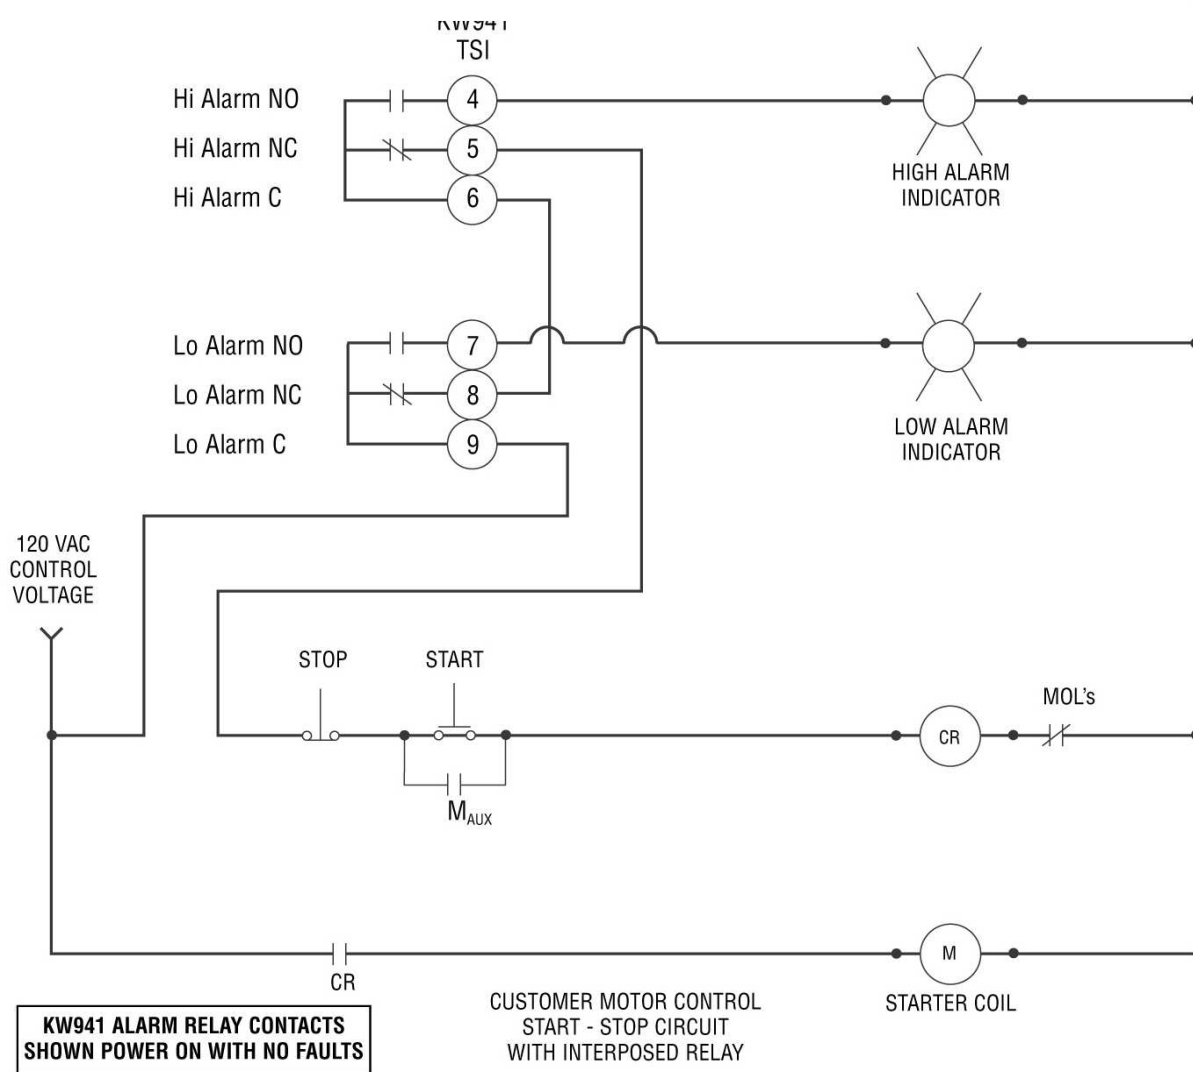 KW941
TSI
Hi Alarm NO
4
Hi Alarm NC
5
Hi Alarm C
6
HIGH ALARM
INDICATOR
Lo Alarm NO
7
Lo Alarm NC
8
Lo Alarm C
9
LOW ALARM
INDICATOR
120 VAC
CONTROL
VOLTAGE
STOP
START
MOL's
CR
MAUX
CR
M
STARTER COIL
KW941 ALARM RELAY CONTACTS
SHOWN POWER ON WITH NO FAULTS
CUSTOMER MOTOR CONTROL
START - STOP CIRCUIT
WITH INTERPOSED RELAY